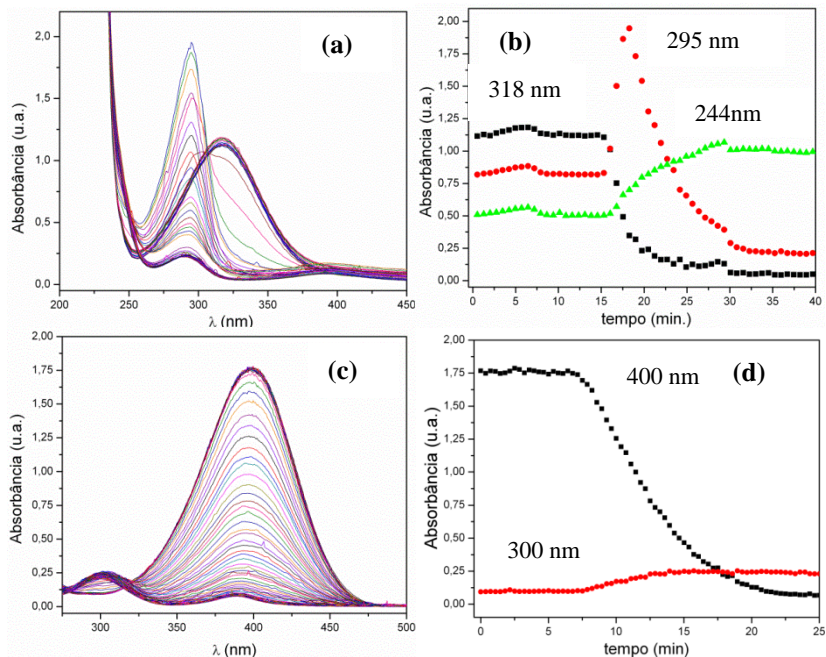 (a)
Absorbância (u.a.)
2,0
1,5
1,0
0,5
0,0
200 250 300 350 400 450
λ (nm)
(b)
295 nm
318 nm
244nm
Absorbância (u.a.)
2,00
1,75
1,50
1,25
1,00
0,75
0,50
0,25
0,00
0 5 10 15 20 25 30 35 40
tempo (min.)
(c)
Absorbância (u.a.)
2,00
1,75
1,50
1,25
1,00
0,75
0,50
0,25
0,00
300 350 400 450 500
λ (nm)
(d)
400 nm
300 nm
Absorbância (u.a.)
2,00
1,75
1,50
1,25
1,00
0,75
0,50
0,25
0,00
0 5 10 15 20 25
tempo (min)